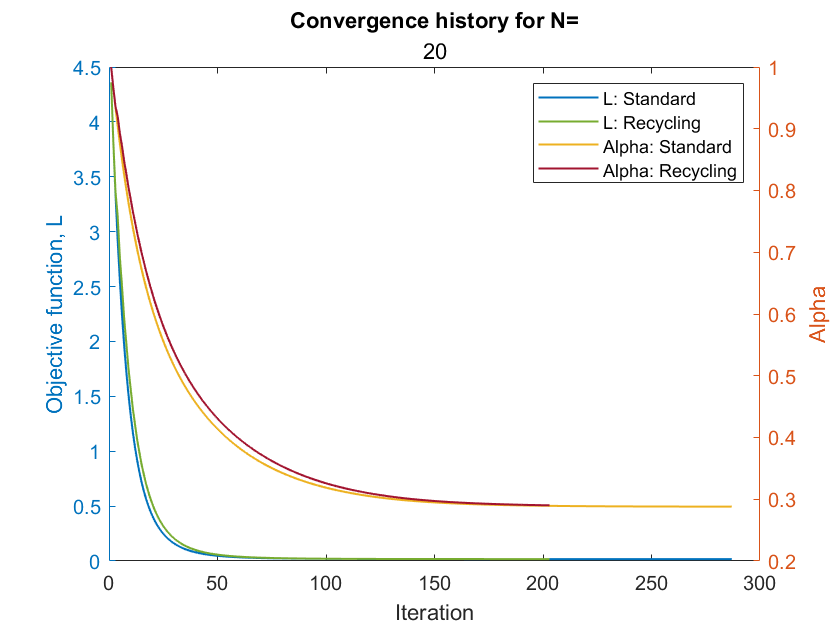 Convergence history for N=
20
4.5
4
3.5
3
2.5
2
1.5
1
0.5
0
Objective function, L
1
0.9
0.8
0.7
0.6
0.5
0.4
0.3
0.2
Alpha
L: Standard
L: Recycling
Alpha: Standard
Alpha: Recycling
0 50 100 150 200 250 300
Iteration